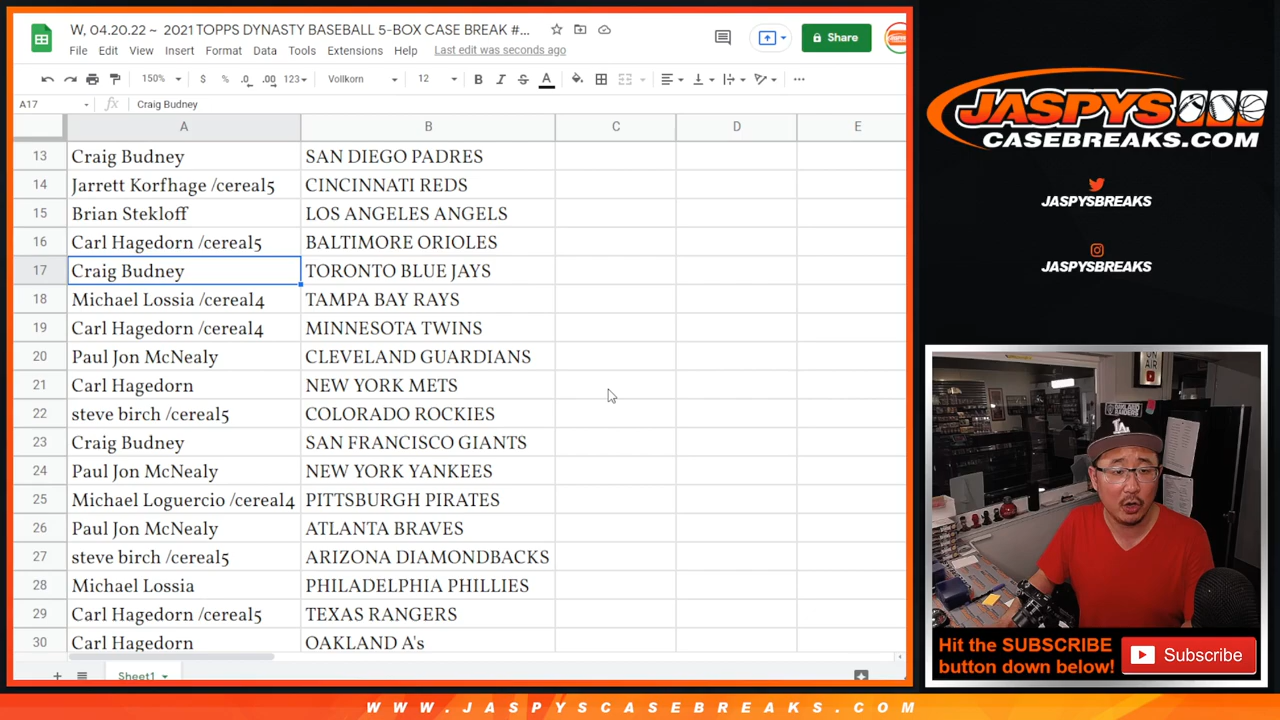 W, 04.20.22 ~ 2021 TOPPS DYNASTY BASEBALL 5-BOX CASE BREAK #...
File Edit View Insert Format Data Tools Extensions Help Last edit was seconds ago
Share
150% $ % .0 .00 123 Vollkorn 12 B I S A
A17 fx Craig Budney
A B C D E
13 Craig Budney SAN DIEGO PADRES
14 Jarrett Korfhage /cereal5 CINCINNATI REDS
15 Brian Stekloff LOS ANGELES ANGELS
16 Carl Hagedorn /cereal5 BALTIMORE ORIOLES
17 Craig Budney TORONTO BLUE JAYS
18 Michael Lossia /cereal4 TAMPA BAY RAYS
19 Carl Hagedorn /cereal4 MINNESOTA TWINS
20 Paul Jon McNealy CLEVELAND GUARDIANS
21 Carl Hagedorn NEW YORK METS
22 steve birch /cereal5 COLORADO ROCKIES
23 Craig Budney SAN FRANCISCO GIANTS
24 Paul Jon McNealy NEW YORK YANKEES
25 Michael Loguercio /cereal4 PITTSBURGH PIRATES
26 Paul Jon McNealy ATLANTA BRAVES
27 steve birch /cereal5 ARIZONA DIAMONDBACKS
28 Michael Lossia PHILADELPHIA PHILLIES
29 Carl Hagedorn /cereal5 TEXAS RANGERS
30 Carl Hagedorn OAKLAND A's
Sheet1
JASPYS
CASEBREAKS.COM
JASPYSBREAKS
JASPYSBREAKS
ON
AIR
LA
Hit the SUBSCRIBE
button down below!
Subscribe
WWW.JASPYSCASEBREAKS.COM